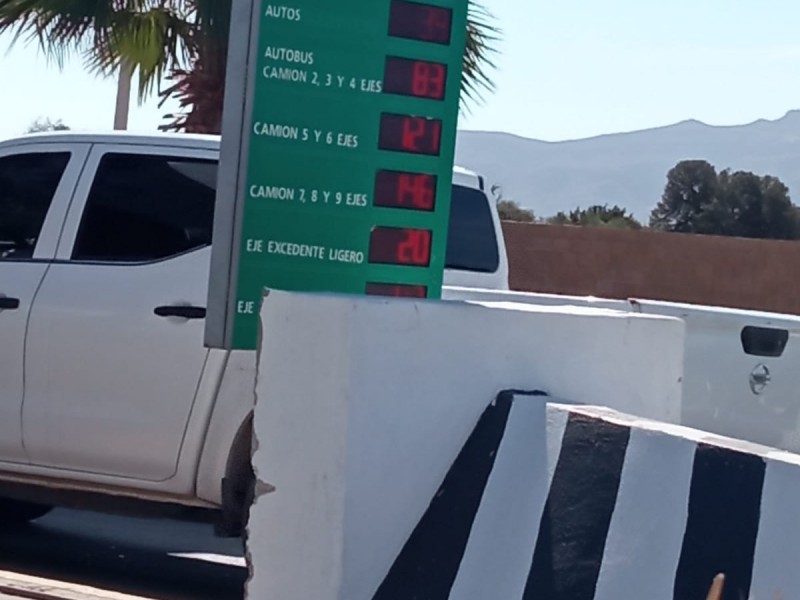 AUTOS
AUTOBUS
CAMION 2, 3 Y 4 EJES 83
CAMION 5 Y 6 EJES 121
CAMION 7, 8 Y 9 EJES 146
EJE EXCEDENTE LIGERO 20
EJE